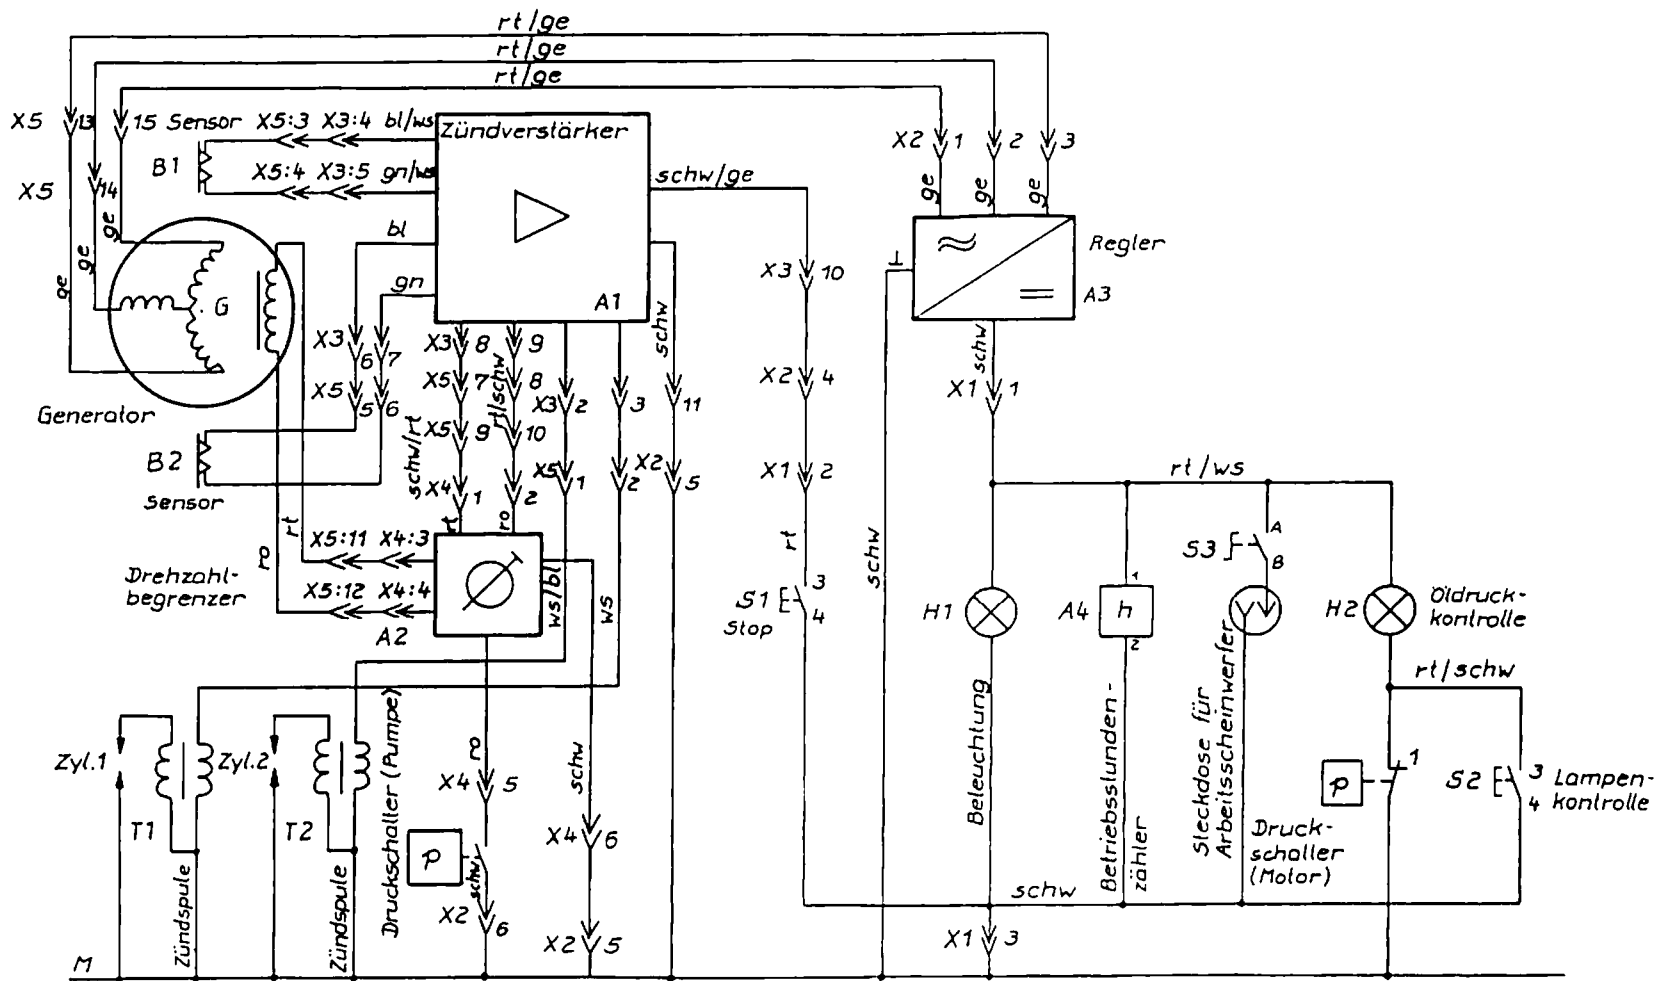 rt/ge
rt/ge
rt/ge
X5 13
15 Sensor X5:3 X3:4 bl/ws
Zündverstärker
B1
X5:4 X3:5 gn/ws
schw/ge
X2 1 2 3
X5 14
ge
ge
ge
ge
ge
ge
bl
gn
G
A1
Regler
A3
⊥
Generator
X3 6 7
X5 5 6
B2
Sensor
X3 8 9
X5 7 8
X5 9 10
X4 1 2
schw/rt
rt/schw
rt
ro
X3 2 3
X5 1 2
schw
11
X2 5
X3 10
X2 4
X1 2
rt
schw
X1 1
rt/ws
schw
rt
ro
X5:11 X4:3
X5:12 X4:4
Drehzahl-
begrenzer
A2
ws/bl
ws
S1
Stop
3
4
H1
A4
h
1
2
S3
A
B
H2
Öldruck-
kontrolle
rt/schw
Zyl.1
T1
Zündspule
Zyl.2
T2
Zündspule
Druckschalter (Pumpe)
ro
X4 5
p
schw
X2 6
schw
X4 6
X2 5
Beleuchtung
Betriebsstunden-
zähler
Steckdose für
Arbeitsscheinwerfer
Druck-
schalter
(Motor)
p
1
S2
3
4
Lampen-
kontrolle
schw
X1 3
M